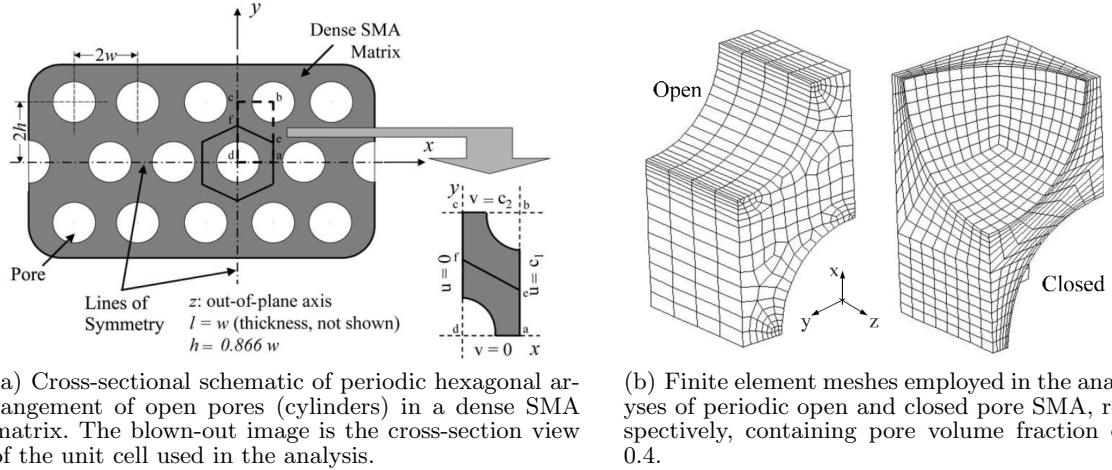 y
Dense SMA
Matrix
2w
c
b
f
2h
e
x
d
a
y
c
v = c2
b
Pore
f
u = 0
u = c1
e
Lines of
Symmetry
z: out-of-plane axis
l = w (thickness, not shown)
h= 0.866 w
d
a
v = 0
x
Open
x
y
z
Closed
a) Cross-sectional schematic of periodic hexagonal ar-
angement of open pores (cylinders) in a dense SMA
matrix. The blown-out image is the cross-section view
of the unit cell used in the analysis.
(b) Finite element meshes employed in the anal
yses of periodic open and closed pore SMA, r
spectively, containing pore volume fraction
0.4.